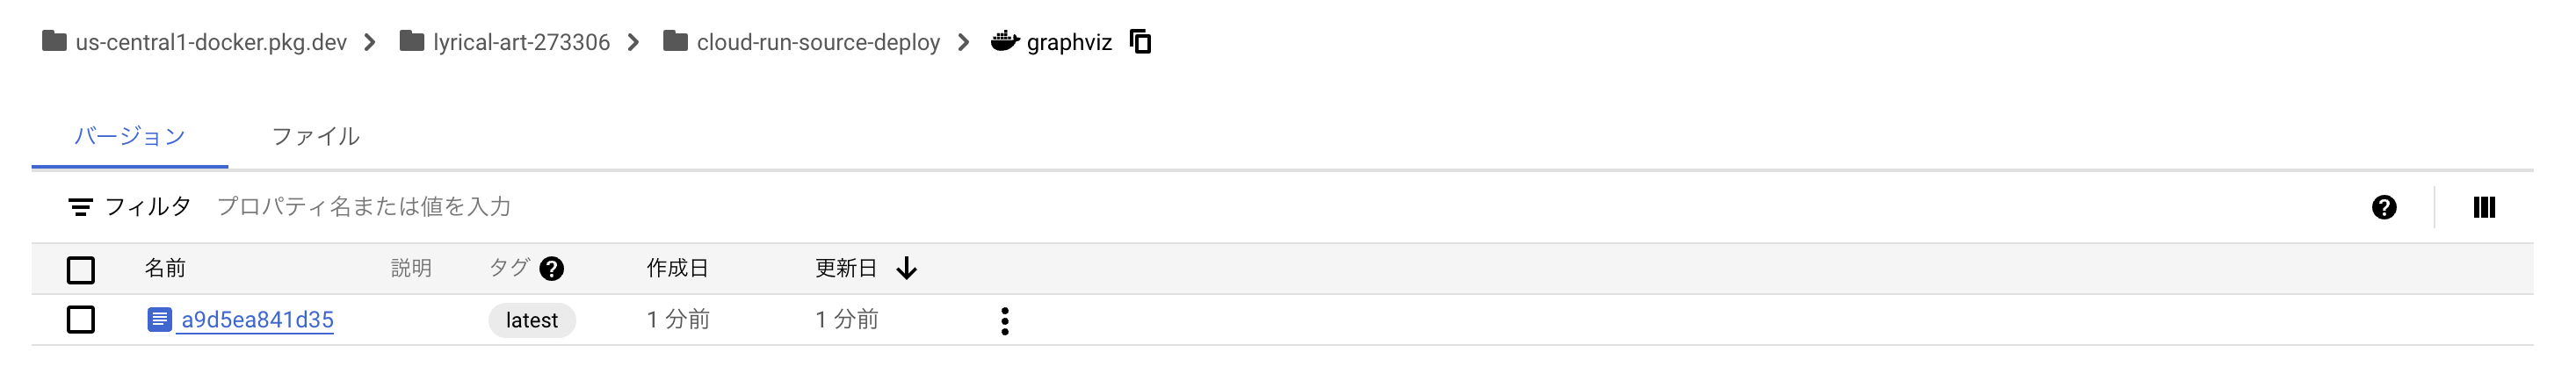 us-central1-docker.pkg.dev > lyrical-art-273306 > cloud-run-source-deploy > graphviz
バージョン ファイル
フィルタ プロパティ名または値を入力
名前 説明 タグ 作成日 更新日
a9d5ea841d35 latest 1 分前 1 分前